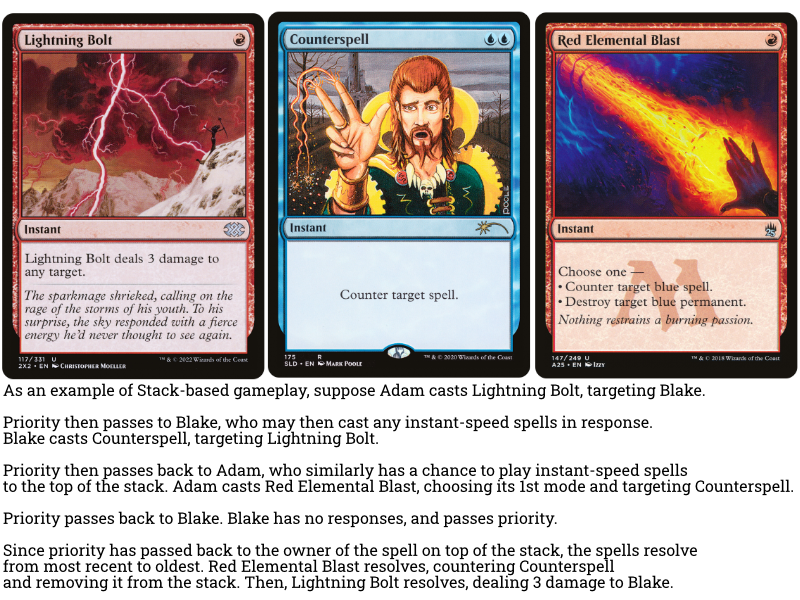 Lightning Bolt
Instant
Lightning Bolt deals 3 damage to
any target.
The sparkmage shrieked, calling on the
rage of the storms of his youth. To his
surprise, the sky responded with a fierce
energy he'd never thought to see again.
117/331 U
2X2 • EN Christopher Moeller
™ & © 2022 Wizards of the Coast
Counterspell
Instant
Counter target spell.
POOLE
175 R
SLD • EN Mark Poole
™ & © 2020 Wizards of the Coast
Red Elemental Blast
Instant
Choose one —
• Counter target blue spell.
• Destroy target blue permanent.
Nothing restrains a burning passion.
147/249 U
A25 • EN Izzy
™ & © 2018 Wizards of the Coast
As an example of Stack-based gameplay, suppose Adam casts Lightning Bolt, targeting Blake.
Priority then passes to Blake, who may then cast any instant-speed spells in response.
Blake casts Counterspell, targeting Lightning Bolt.
Priority then passes back to Adam, who similarly has a chance to play instant-speed spells
to the top of the stack. Adam casts Red Elemental Blast, choosing its 1st mode and targeting Counterspell.
Priority passes back to Blake. Blake has no responses, and passes priority.
Since priority has passed back to the owner of the spell on top of the stack, the spells resolve
from most recent to oldest. Red Elemental Blast resolves, countering Counterspell
and removing it from the stack. Then, Lightning Bolt resolves, dealing 3 damage to Blake.